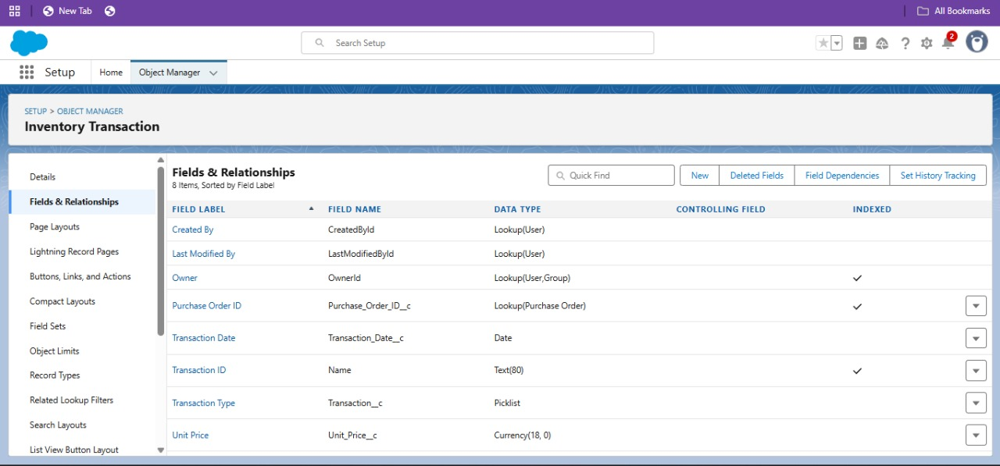 New Tab
All Bookmarks
Search Setup
2
Setup
Home
Object Manager
SETUP > OBJECT MANAGER
Inventory Transaction
Details
Fields & Relationships
Page Layouts
Lightning Record Pages
Buttons, Links, and Actions
Compact Layouts
Field Sets
Object Limits
Record Types
Related Lookup Filters
Search Layouts
List View Button Layout
Fields & Relationships
8 Items, Sorted by Field Label
Quick Find
New
Deleted Fields
Field Dependencies
Set History Tracking
FIELD LABEL FIELD NAME DATA TYPE CONTROLLING FIELD INDEXED
Created By CreatedById Lookup(User)
Last Modified By LastModifiedById Lookup(User)
Owner OwnerId Lookup(User,Group)
Purchase Order ID Purchase_Order_ID__c Lookup(Purchase Order)
Transaction Date Transaction_Date__c Date
Transaction ID Name Text(80)
Transaction Type Transaction__c Picklist
Unit Price Unit_Price__c Currency(18, 0)